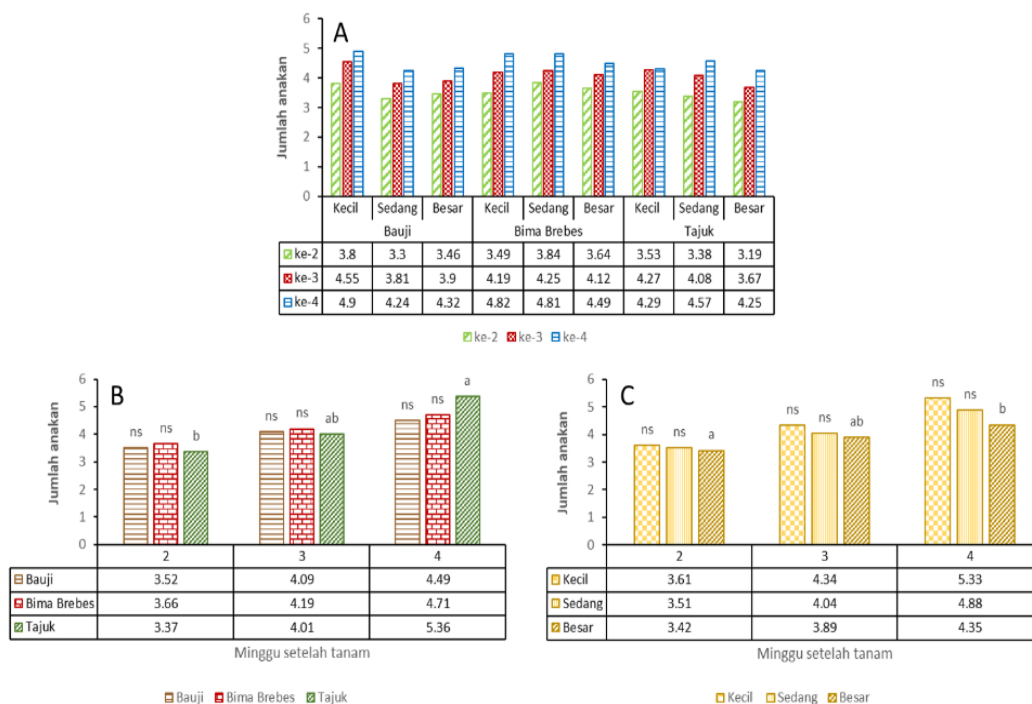 A
Jumlah anakan
6
5
4
3
2
1
0
Kecil Sedang Besar Kecil Sedang Besar Kecil Sedang Besar
Bauji Bima Brebes Tajuk
ke-2 3.8 3.3 3.46 3.49 3.84 3.64 3.53 3.38 3.19
ke-3 4.55 3.81 3.9 4.19 4.25 4.12 4.27 4.08 3.67
ke-4 4.9 4.24 4.32 4.82 4.81 4.49 4.29 4.57 4.25
ke-2 ke-3 ke-4
B
Jumlah anakan
6
5
4
3
2
1
0
ns ns b ns ns ab ns ns a
2 3 4
Bauji 3.52 4.09 4.49
Bima Brebes 3.66 4.19 4.71
Tajuk 3.37 4.01 5.36
Minggu setelah tanam
Bauji Bima Brebes Tajuk
C
Jumlah anakan
6
5
4
3
2
1
0
ns ns a ns ns ab ns ns b
2 3 4
Kecil 3.61 4.34 5.33
Sedang 3.51 4.04 4.88
Besar 3.42 3.89 4.35
Minggu setelah tanam
Kecil Sedang Besar